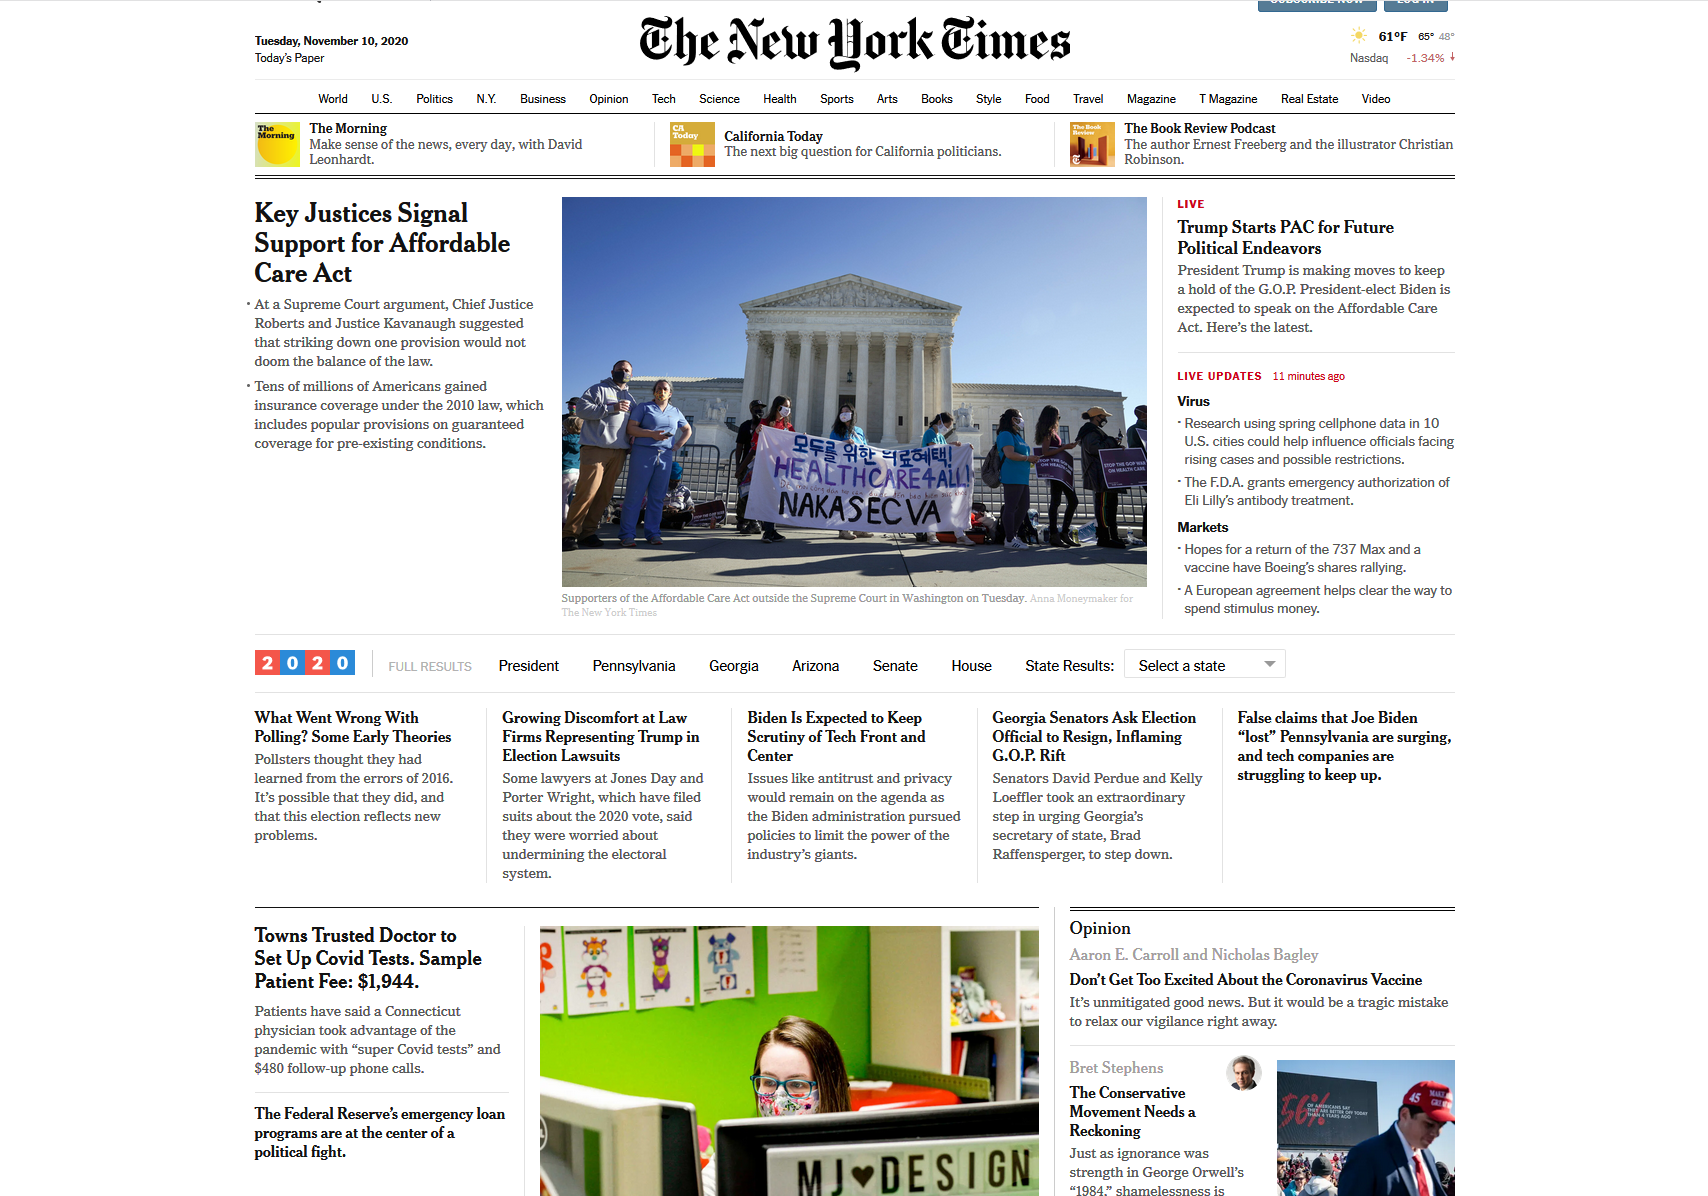 SUBSCRIBE NOW
LOG IN
Tuesday, November 10, 2020
Today's Paper
The New York Times
61°F 65° 48°
Nasdaq -1.34% ↓
World U.S. Politics N.Y. Business Opinion Tech Science Health Sports Arts Books Style Food Travel Magazine T Magazine Real Estate Video
The Morning
The Morning
Make sense of the news, every day, with David
Leonhardt.
CA Today
California Today
The next big question for California politicians.
The Book Review
The Book Review Podcast
The author Ernest Freeberg and the illustrator Christian
Robinson.
Key Justices Signal
Support for Affordable
Care Act
• At a Supreme Court argument, Chief Justice
Roberts and Justice Kavanaugh suggested
that striking down one provision would not
doom the balance of the law.
• Tens of millions of Americans gained
insurance coverage under the 2010 law, which
includes popular provisions on guaranteed
coverage for pre-existing conditions.
모두를 위한 의료혜택!
HEALTHCARE4ALL!
NAKASEC VA
STOP THE GOP WAR
ON HEALTH CARE
Supporters of the Affordable Care Act outside the Supreme Court in Washington on Tuesday. Anna Moneymaker for
The New York Times
LIVE
Trump Starts PAC for Future
Political Endeavors
President Trump is making moves to keep
a hold of the G.O.P. President-elect Biden is
expected to speak on the Affordable Care
Act. Here's the latest.
LIVE UPDATES 11 minutes ago
Virus
• Research using spring cellphone data in 10
U.S. cities could help influence officials facing
rising cases and possible restrictions.
• The F.D.A. grants emergency authorization of
Eli Lilly's antibody treatment.
Markets
• Hopes for a return of the 737 Max and a
vaccine have Boeing's shares rallying.
• A European agreement helps clear the way to
spend stimulus money.
2020 FULL RESULTS President Pennsylvania Georgia Arizona Senate House State Results: Select a state
What Went Wrong With
Polling? Some Early Theories
Pollsters thought they had
learned from the errors of 2016.
It's possible that they did, and
that this election reflects new
problems.
Growing Discomfort at Law
Firms Representing Trump in
Election Lawsuits
Some lawyers at Jones Day and
Porter Wright, which have filed
suits about the 2020 vote, said
they were worried about
undermining the electoral
system.
Biden Is Expected to Keep
Scrutiny of Tech Front and
Center
Issues like antitrust and privacy
would remain on the agenda as
the Biden administration pursued
policies to limit the power of the
industry's giants.
Georgia Senators Ask Election
Official to Resign, Inflaming
G.O.P. Rift
Senators David Perdue and Kelly
Loeffler took an extraordinary
step in urging Georgia's
secretary of state, Brad
Raffensperger, to step down.
False claims that Joe Biden
“lost” Pennsylvania are surging,
and tech companies are
struggling to keep up.
Towns Trusted Doctor to
Set Up Covid Tests. Sample
Patient Fee: $1,944.
Patients have said a Connecticut
physician took advantage of the
pandemic with “super Covid tests” and
$480 follow-up phone calls.
The Federal Reserve's emergency loan
programs are at the center of a
political fight.
MJ♥DESIGN
Opinion
Aaron E. Carroll and Nicholas Bagley
Don't Get Too Excited About the Coronavirus Vaccine
It's unmitigated good news. But it would be a tragic mistake
to relax our vigilance right away.
Bret Stephens
The Conservative
Movement Needs a
Reckoning
Just as ignorance was
strength in George Orwell's
“1984,” shamelessness is
56%
OF AMERICANS SAY
THEY ARE BETTER OFF TODAY
THAN 4 YEARS AGO
45